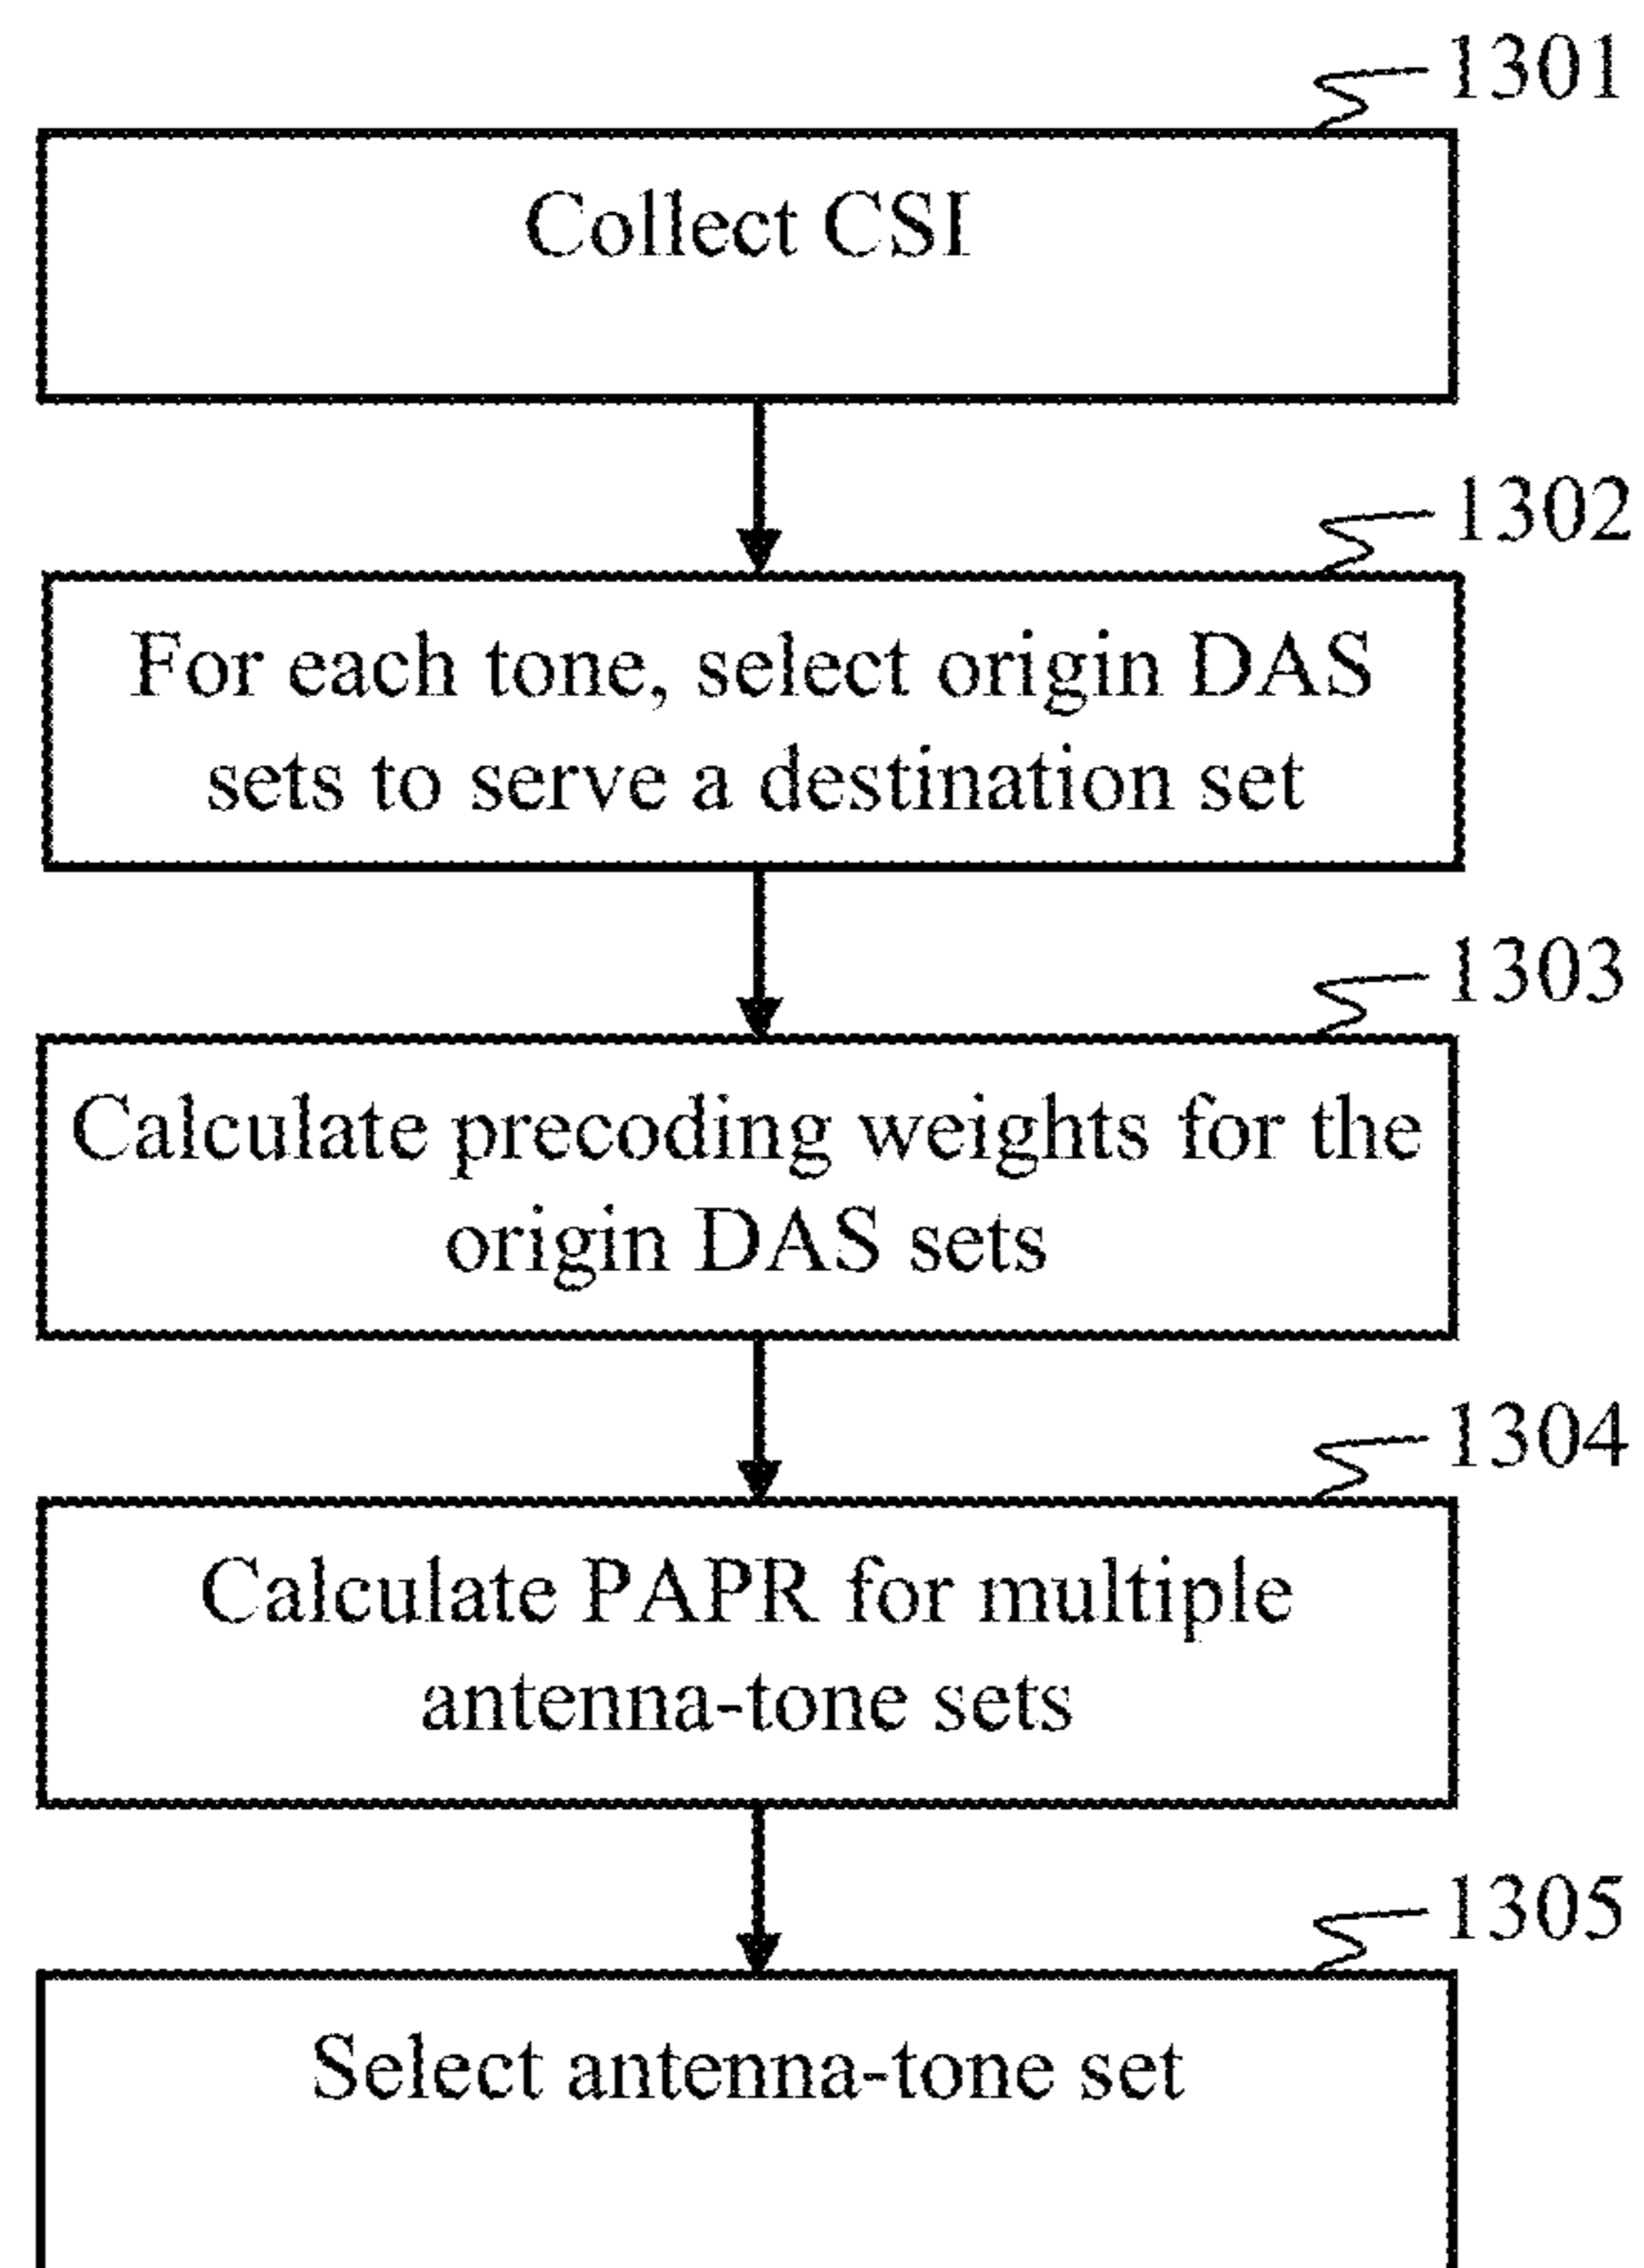 1301
Collect CSI
1302
For each tone, select origin DAS
sets to serve a destination set
1303
Calculate precoding weights for the
origin DAS sets
1304
Calculate PAPR for multiple
antenna-tone sets
1305
Select antenna-tone set